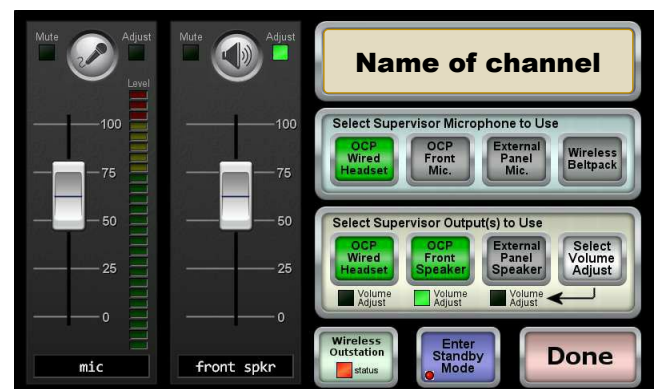 Mute
Adjust
Mute
Adjust
Level
100
75
50
25
0
mic
100
75
50
25
0
front spkr
Name of channel
Select Supervisor Microphone to Use
OCP
Wired
Headset
OCP
Front
Mic.
External
Panel
Mic.
Wireless
Beltpack
Select Supervisor Output(s) to Use
OCP
Wired
Headset
OCP
Front
Speaker
External
Panel
Speaker
Select
Volume
Adjust
Volume
Adjust
Volume
Adjust
Volume
Adjust
Wireless
Outstation
status
Enter
Standby
Mode
Done